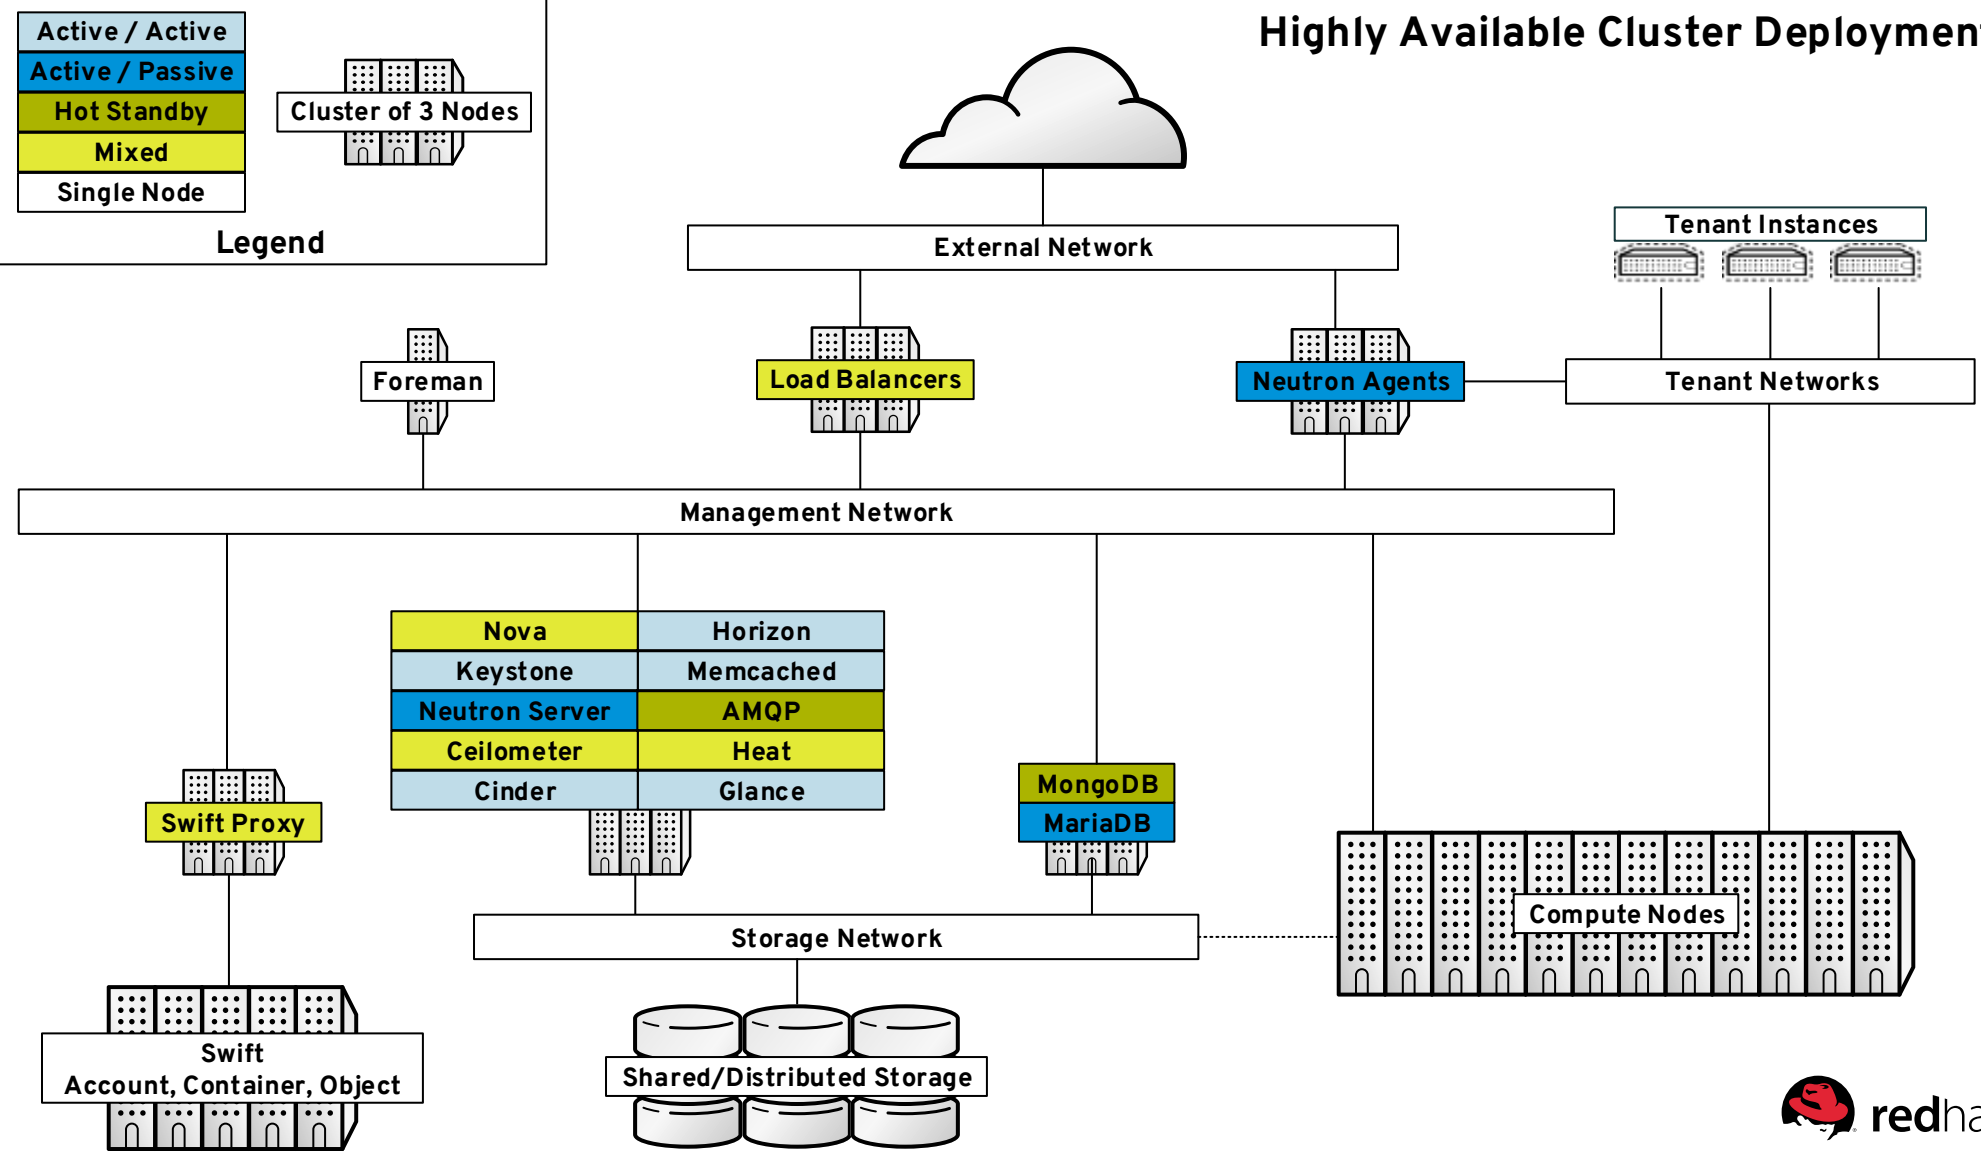 Highly Available Cluster Deployment
Active / Active
Active / Passive
Hot Standby
Mixed
Single Node
Cluster of 3 Nodes
Legend
External Network
Tenant Instances
Foreman
Load Balancers
Neutron Agents
Tenant Networks
Management Network
Nova
Horizon
Keystone
Memcached
Neutron Server
AMQP
Ceilometer
Heat
Cinder
Glance
MongoDB
MariaDB
Swift Proxy
Compute Nodes
Storage Network
Swift
Account, Container, Object
Shared/Distributed Storage
redha